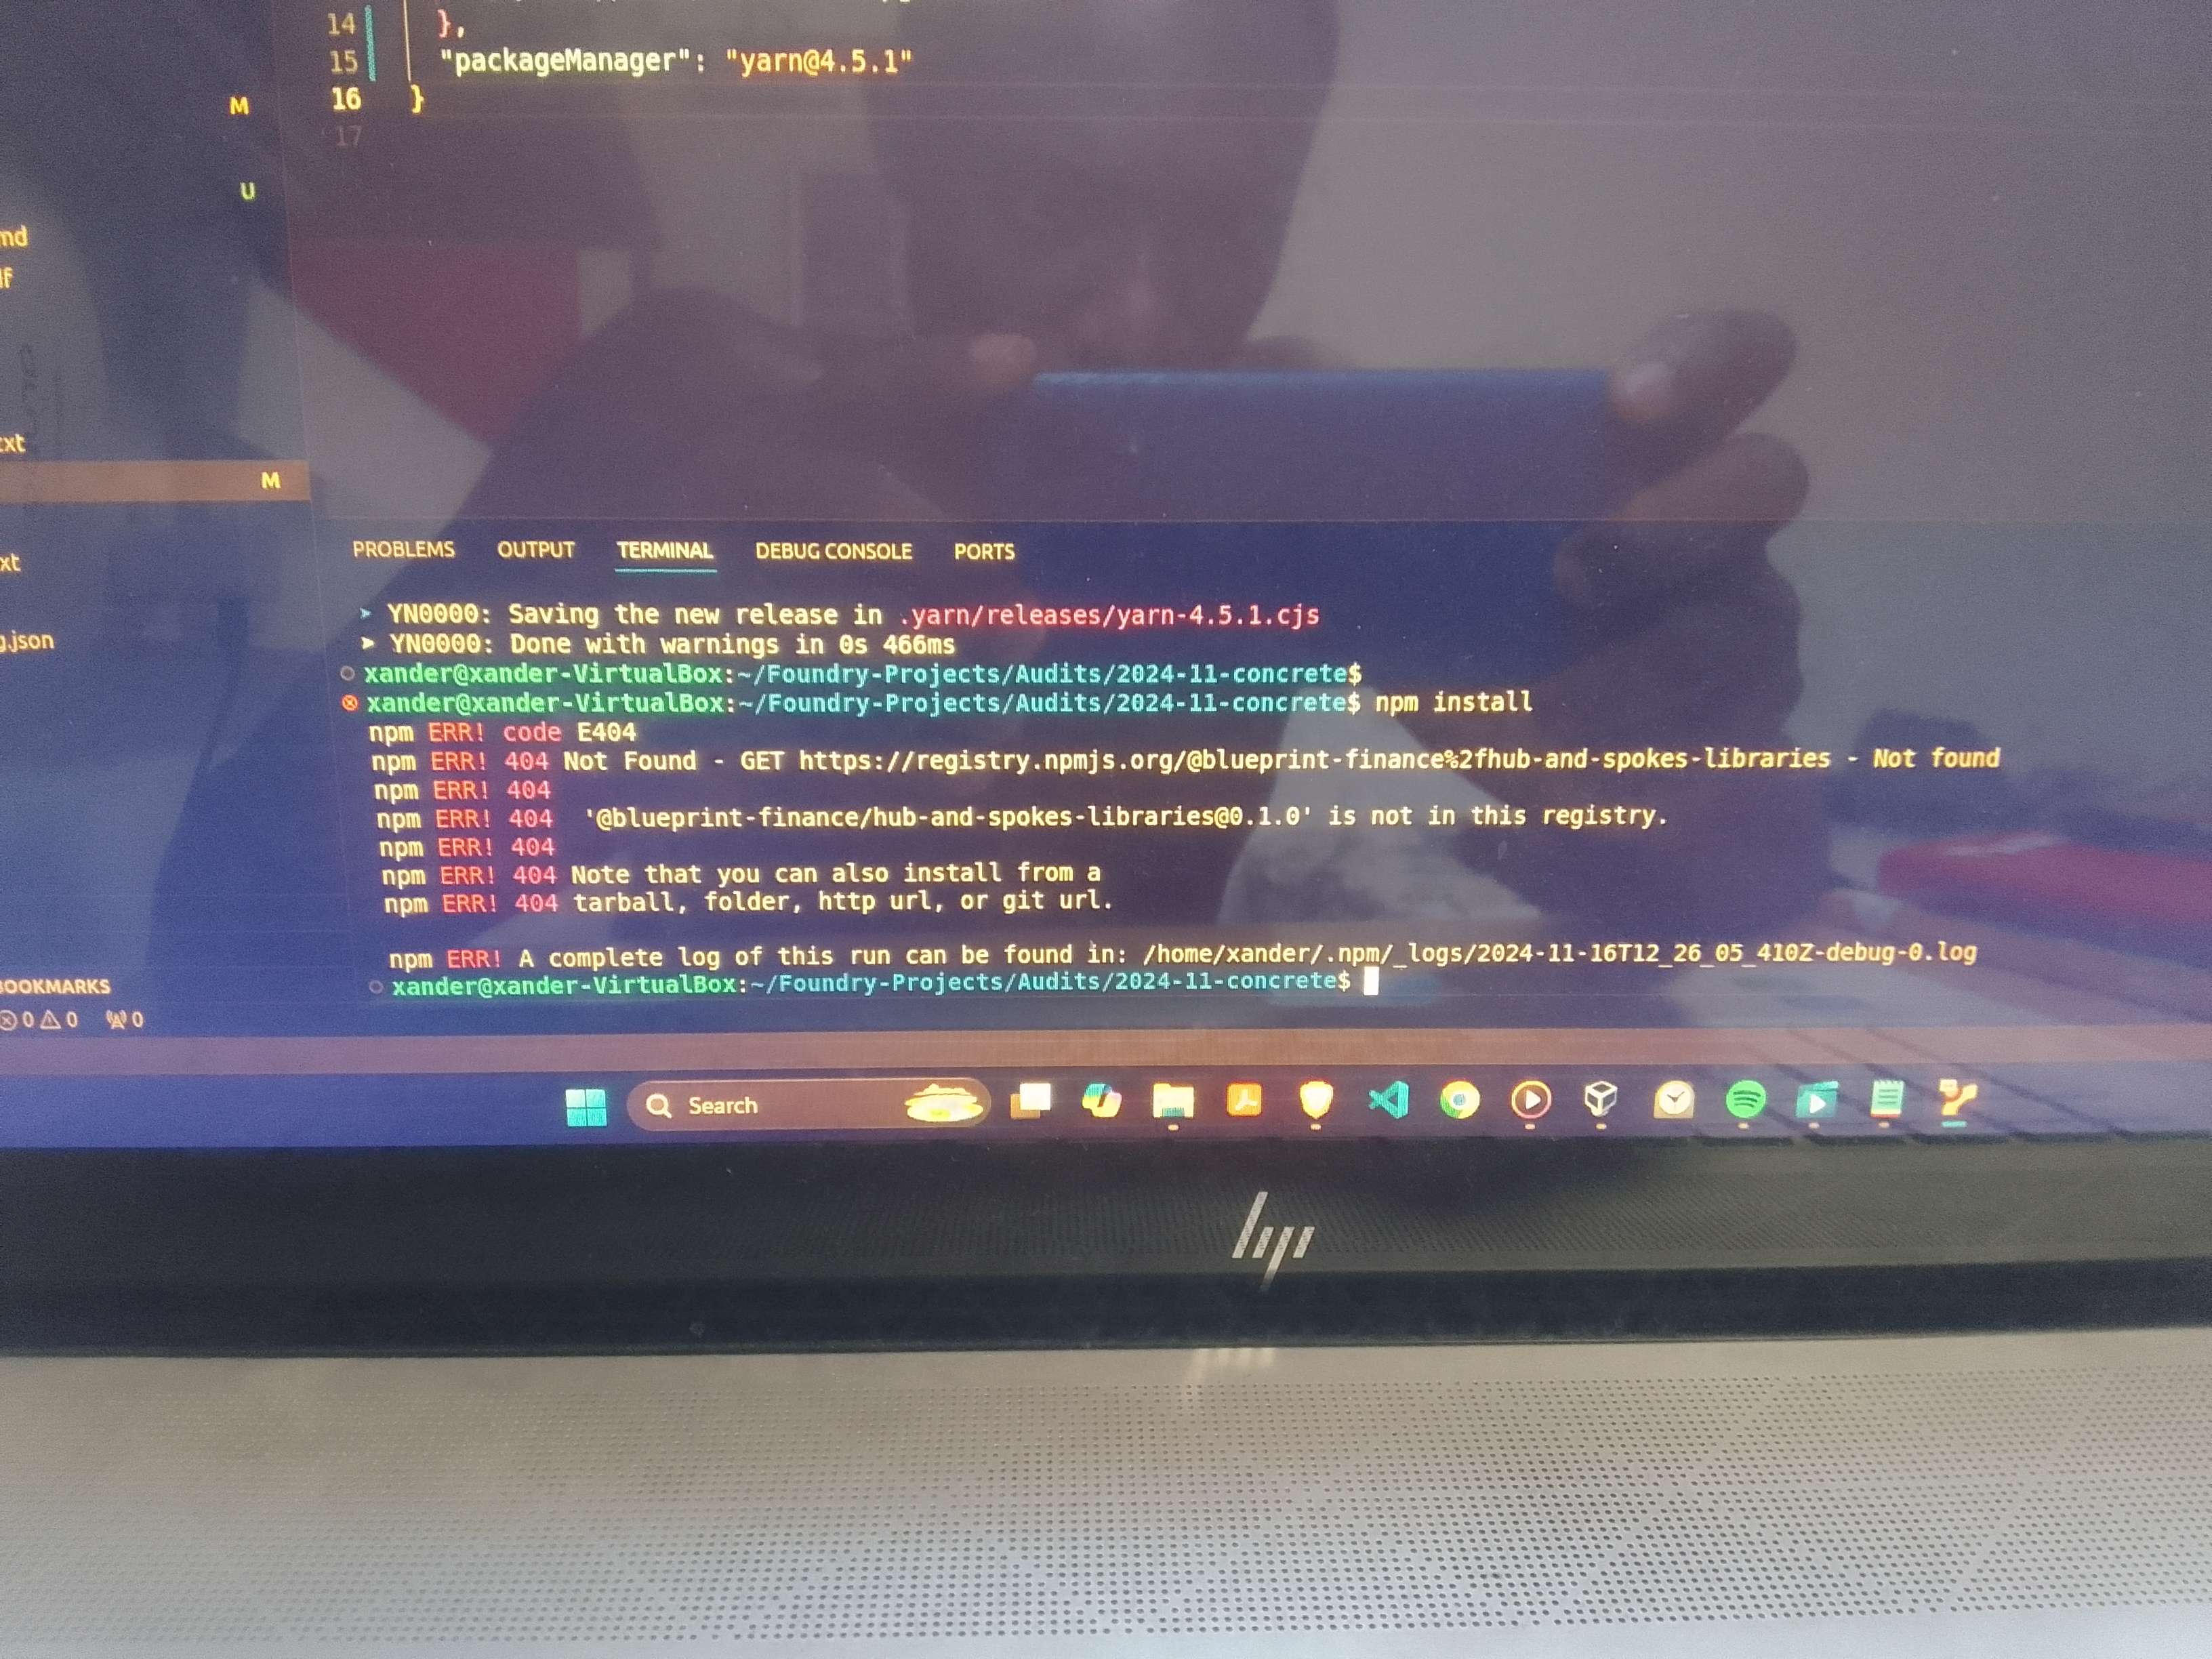 14 },
15 "packageManager": "yarn@4.5.1"
16 }
17
M
U
md
lf
txt
M
xt
g.json
PROBLEMS OUTPUT TERMINAL DEBUG CONSOLE PORTS
➤ YN0000: Saving the new release in .yarn/releases/yarn-4.5.1.cjs
➤ YN0000: Done with warnings in 0s 466ms
xander@xander-VirtualBox:~/Foundry-Projects/Audits/2024-11-concrete$
xander@xander-VirtualBox:~/Foundry-Projects/Audits/2024-11-concrete$ npm install
npm ERR! code E404
npm ERR! 404 Not Found - GET https://registry.npmjs.org/@blueprint-finance%2fhub-and-spokes-libraries - Not found
npm ERR! 404
npm ERR! 404 '@blueprint-finance/hub-and-spokes-libraries@0.1.0' is not in this registry.
npm ERR! 404
npm ERR! 404 Note that you can also install from a
npm ERR! 404 tarball, folder, http url, or git url.
npm ERR! A complete log of this run can be found in: /home/xander/.npm/_logs/2024-11-16T12_26_05_410Z-debug-0.log
xander@xander-VirtualBox:~/Foundry-Projects/Audits/2024-11-concrete$
BOOKMARKS
0 0 0
Search
hp